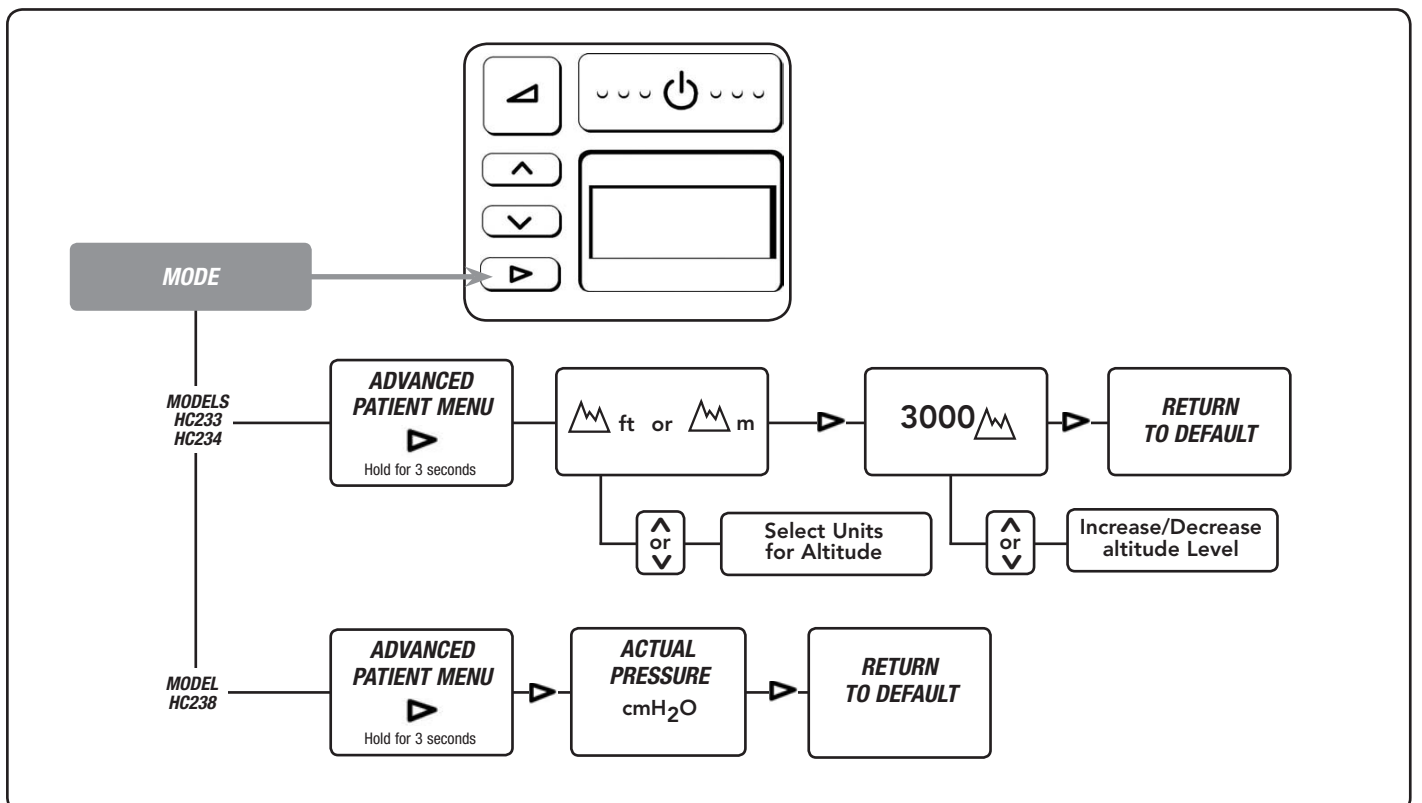 MODE
MODELS
HC233
HC234
ADVANCED
PATIENT MENU
Hold for 3 seconds
ft or m
3000
RETURN
TO DEFAULT
or
Select Units
for Altitude
or
Increase/Decrease
altitude Level
MODEL
HC238
ADVANCED
PATIENT MENU
Hold for 3 seconds
ACTUAL
PRESSURE
cmH₂O
RETURN
TO DEFAULT